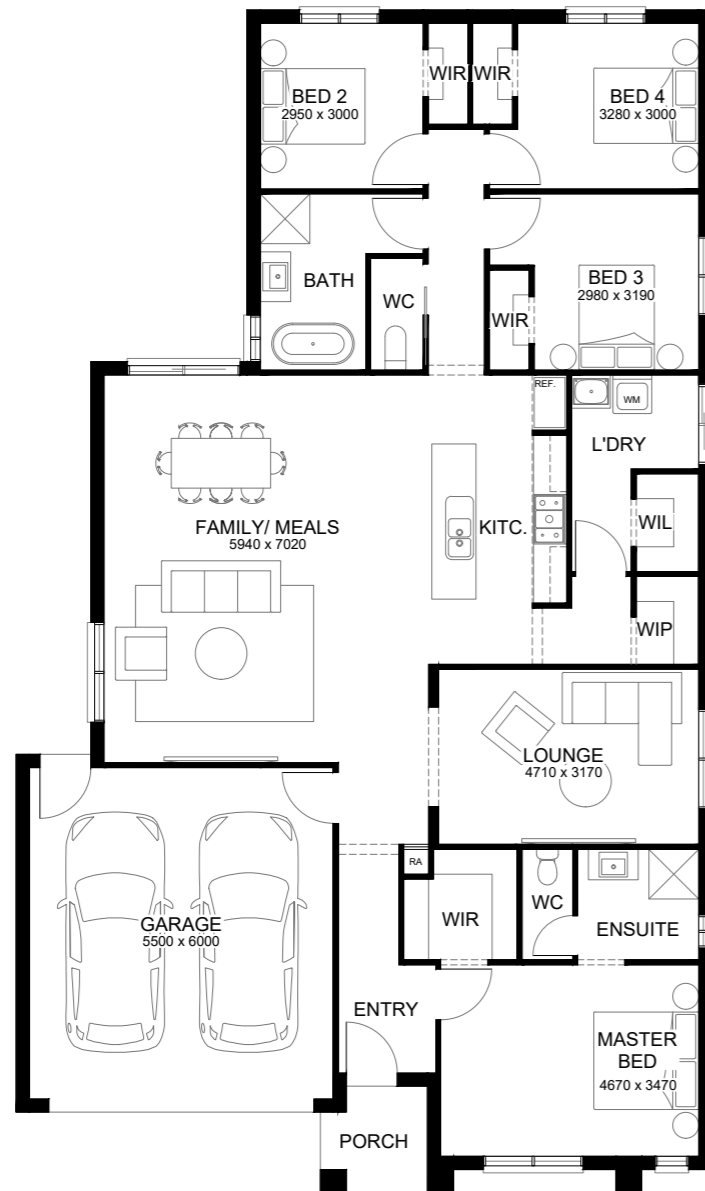 WIR
WIR
BED 2
2950 x 3000
BED 4
3280 x 3000
BATH
WC
BED 3
2980 x 3190
WIR
REF.
WM
L'DRY
FAMILY/ MEALS
5940 x 7020
KITC.
WIL
WIP
LOUNGE
4710 x 3170
RA
WIR
WC
ENSUITE
GARAGE
5500 x 6000
ENTRY
MASTER
BED
4670 x 3470
PORCH